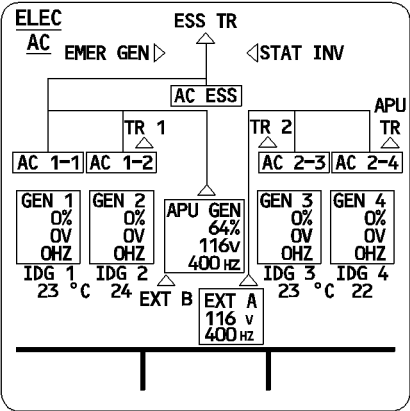 ELEC
AC
ESS TR
EMER GEN
STAT INV
AC ESS
APU
TR
TR 1
TR 2
AC 1-1
AC 1-2
AC 2-3
AC 2-4
GEN 1
0%
0V
0HZ
GEN 2
0%
0V
0HZ
APU GEN
64%
116V
400 HZ
GEN 3
0%
0V
0HZ
GEN 4
0%
0V
0HZ
IDG 1
23 °C
IDG 2
24
EXT B
EXT A
116 V
400 HZ
IDG 3
23 °C
IDG 4
22